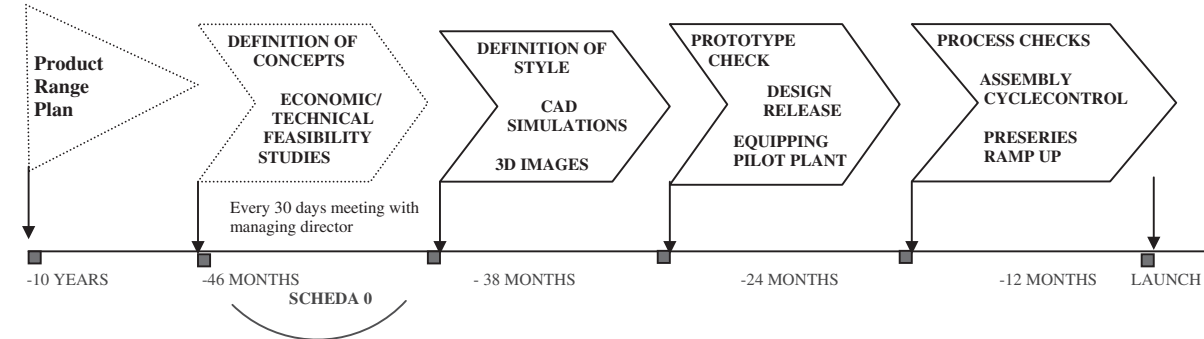 Product
Range
Plan
DEFINITION OF
CONCEPTS
ECONOMIC/
TECHNICAL
FEASIBILITY
STUDIES
DEFINITION OF
STYLE
CAD
SIMULATIONS
3D IMAGES
PROTOTYPE
CHECK
DESIGN
RELEASE
EQUIPPING
PILOT PLANT
PROCESS CHECKS
ASSEMBLY
CYCLECONTROL
PRESERIES
RAMP UP
Every 30 days meeting with
managing director
-10 YEARS
-46 MONTHS
- 38 MONTHS
-24 MONTHS
-12 MONTHS
LAUNCH
SCHEDA 0